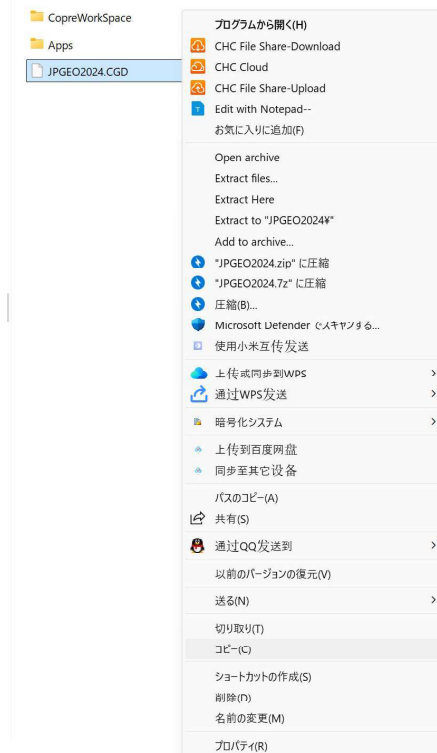 CopreWorkSpace
Apps
JPGEO2024.CGD
プログラムから開く(H)
CHC File Share-Download
CHC Cloud
CHC File Share-Upload
Edit with Notepad--
お気に入りに追加(F)
Open archive
Extract files...
Extract Here
Extract to "JPGEO2024¥"
Add to archive...
"JPGEO2024.zip" に圧縮
"JPGEO2024.7z" に圧縮
圧縮(B)...
Microsoft Defender でスキャンする...
使用小米互传发送
上传或同步到WPS
通过WPS发送
暗号化システム
上传到百度网盘
同步至其它设备
パスのコピー(A)
共有(S)
通过QQ发送到
以前のバージョンの復元(V)
送る(N)
切り取り(T)
コピー(C)
ショートカットの作成(S)
削除(D)
名前の変更(M)
プロパティ(R)